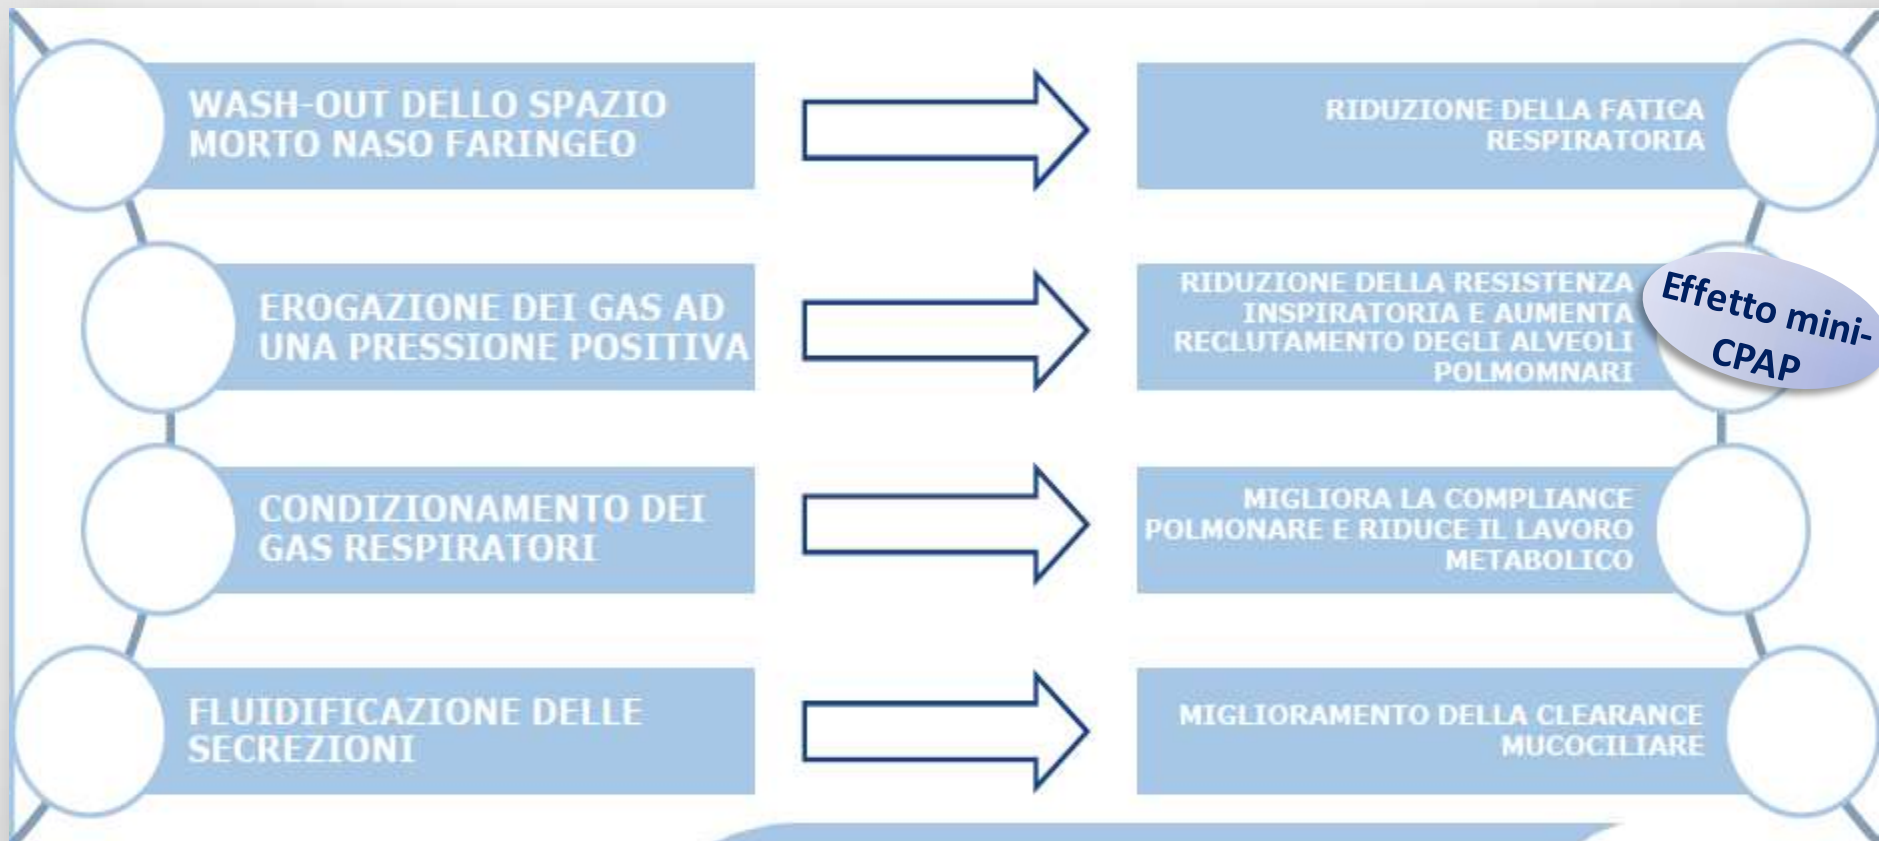 WASH-OUT DELLO SPAZIO
MORTO NASO FARINGEO
RIDUZIONE DELLA FATICA
RESPIRATORIA
EROGAZIONE DEI GAS AD
UNA PRESSIONE POSITIVA
RIDUZIONE DELLA RESISTENZA
INSPIRATORIA E AUMENTA
RECLUTAMENTO DEGLI ALVEOLI
POLMOMNARI
Effetto mini-
CPAP
CONDIZIONAMENTO DEI
GAS RESPIRATORI
MIGLIORA LA COMPLIANCE
POLMONARE E RIDUCE IL LAVORO
METABOLICO
FLUIDIFICAZIONE DELLE
SECREZIONI
MIGLIORAMENTO DELLA CLEARANCE
MUCOCILIARE